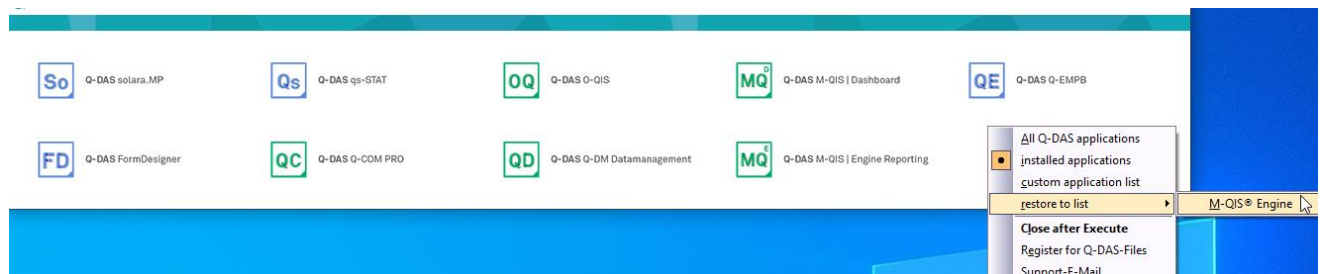 So Q-DAS solara.MP
Qs Q-DAS qs-STAT
OQ Q-DAS O-QIS
MQ D Q-DAS M-QIS | Dashboard
QE Q-DAS Q-EMPB
FD Q-DAS FormDesigner
QC Q-DAS Q-COM PRO
QD Q-DAS Q-DM Datamanagement
MQ E Q-DAS M-QIS | Engine Reporting
All Q-DAS applications
installed applications
custom application list
restore to list
M-QIS® Engine
Close after Execute
Register for Q-DAS-Files
Support-E-Mail